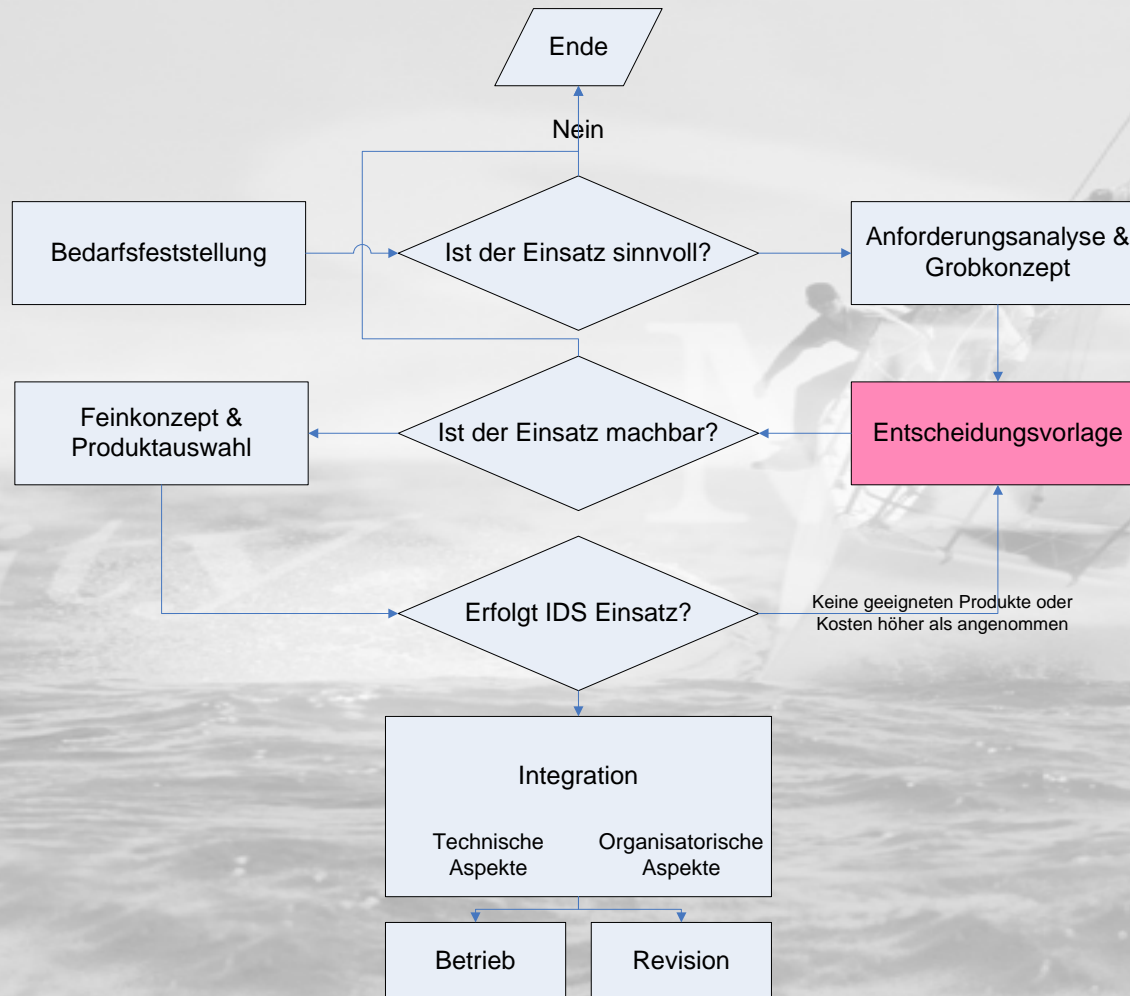 Ende
Nein
Bedarfsfeststellung
Ist der Einsatz sinnvoll?
Anforderungsanalyse &
Grobkonzept
Feinkonzept &
Produktauswahl
Ist der Einsatz machbar?
Entscheidungsvorlage
Erfolgt IDS Einsatz?
Keine geeigneten Produkte oder
Kosten höher als angenommen
Integration
Technische
Aspekte
Organisatorische
Aspekte
Betrieb
Revision